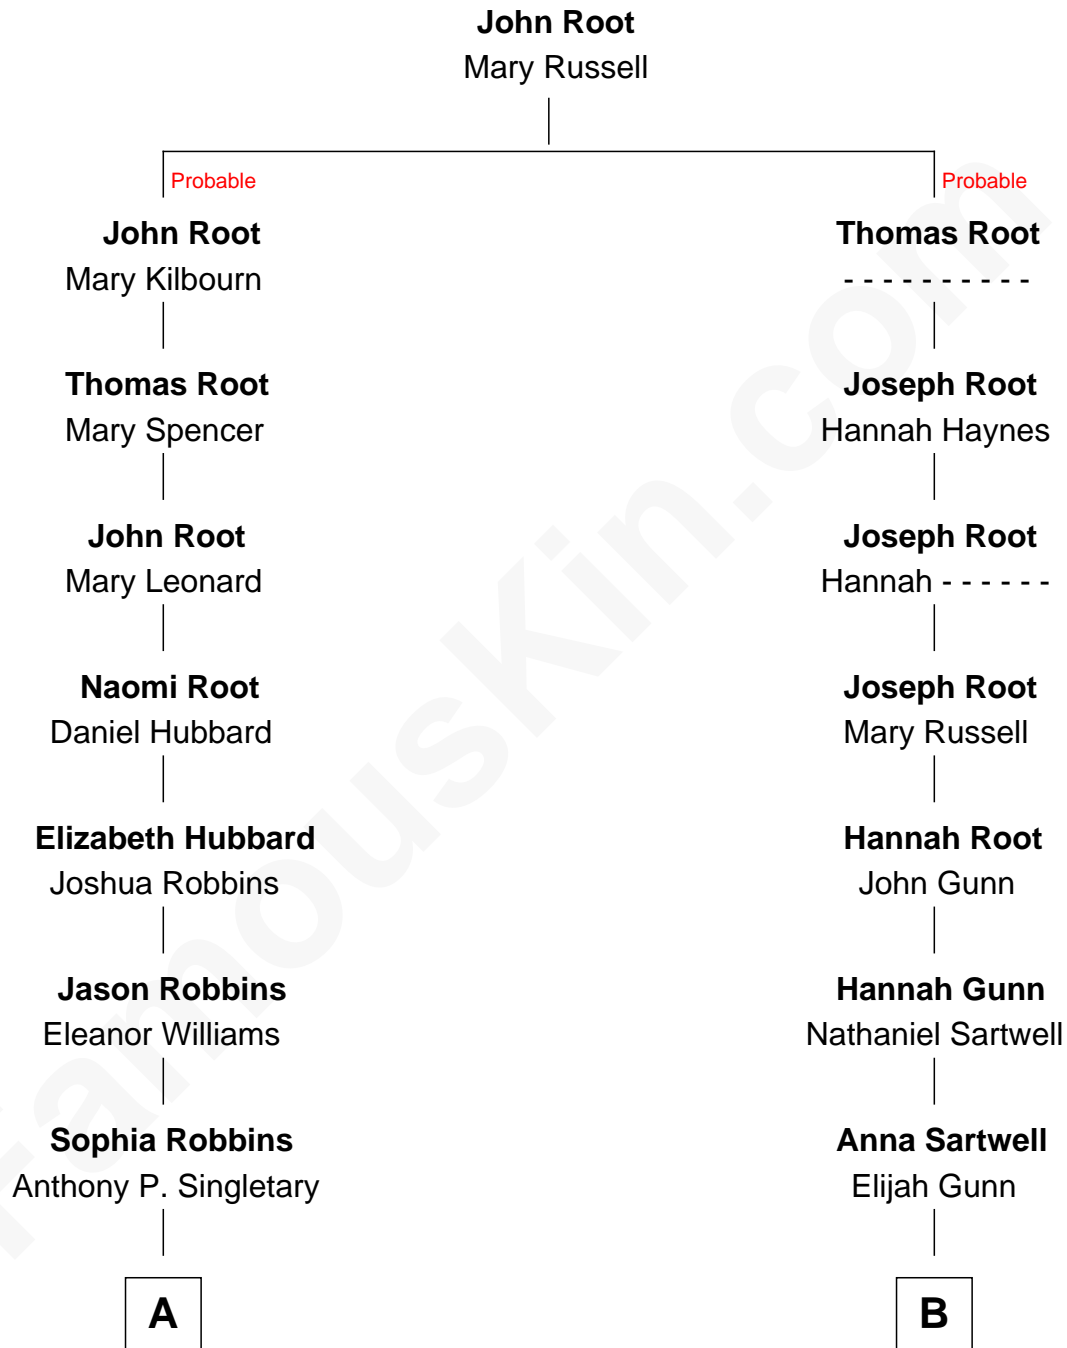 John Root
Mary Russell
Probable
Probable
John Root
Mary Kilbourn
Thomas Root
- - - - - - - - - -
Thomas Root
Mary Spencer
Joseph Root
Hannah Haynes
John Root
Mary Leonard
Joseph Root
Hannah - - - - - -
Naomi Root
Daniel Hubbard
Joseph Root
Mary Russell
Elizabeth Hubbard
Joshua Robbins
Hannah Root
John Gunn
Jason Robbins
Eleanor Williams
Hannah Gunn
Nathaniel Sartwell
Sophia Robbins
Anthony P. Singletary
Anna Sartwell
Elijah Gunn
A
B
FamousKin.com